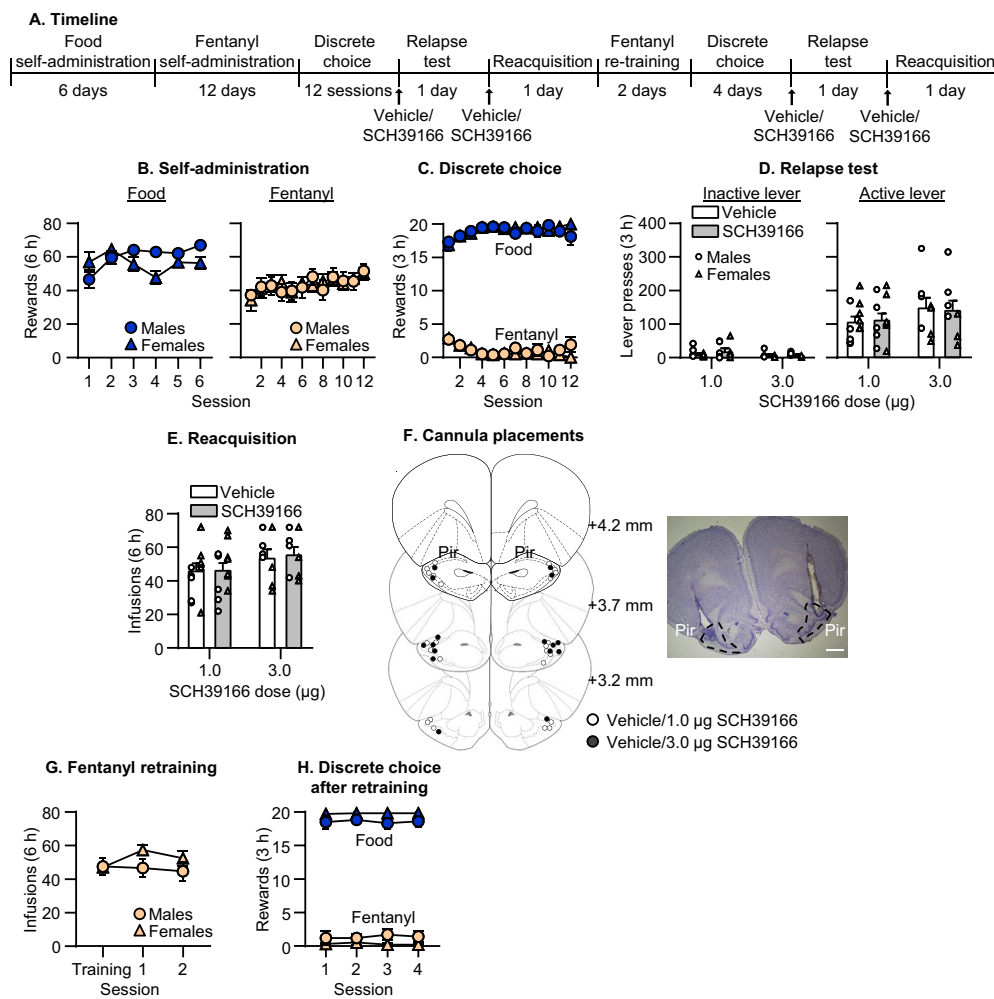 A. Timeline
Food self-administration
Fentanyl self-administration
Discrete choice
Relapse test
Reacquisition
Fentanyl re-training
Discrete choice
Relapse test
Reacquisition
6 days
12 days
12 sessions
1 day
1 day
2 days
4 days
1 day
1 day
Vehicle/ SCH39166
Vehicle/ SCH39166
Vehicle/ SCH39166
Vehicle/ SCH39166
B. Self-administration
Food
Fentanyl
Rewards (6 h)
80
60
40
20
0
Males
Females
1 2 3 4 5 6
Males
Females
2 4 6 8 10 12
Session
C. Discrete choice
Rewards (3 h)
20
15
10
5
0
Food
Fentanyl
2 4 6 8 10 12
Session
D. Relapse test
Inactive lever
Active lever
Vehicle
SCH39166
Males
Females
Lever presses (3 h)
400
300
200
100
0
1.0 3.0
1.0 3.0
SCH39166 dose (µg)
E. Reacquisition
Vehicle
SCH39166
Infusions (6 h)
80
60
40
20
0
1.0 3.0
SCH39166 dose (µg)
F. Cannula placements
Pir Pir
+4.2 mm
+3.7 mm
+3.2 mm
Pir Pir
Vehicle/1.0 µg SCH39166
Vehicle/3.0 µg SCH39166
G. Fentanyl retraining
Infusions (6 h)
80
60
40
20
0
Males
Females
Training 1 2
Session
H. Discrete choice
after retraining
Rewards (3 h)
20
15
10
5
0
Food
Fentanyl
1 2 3 4
Session